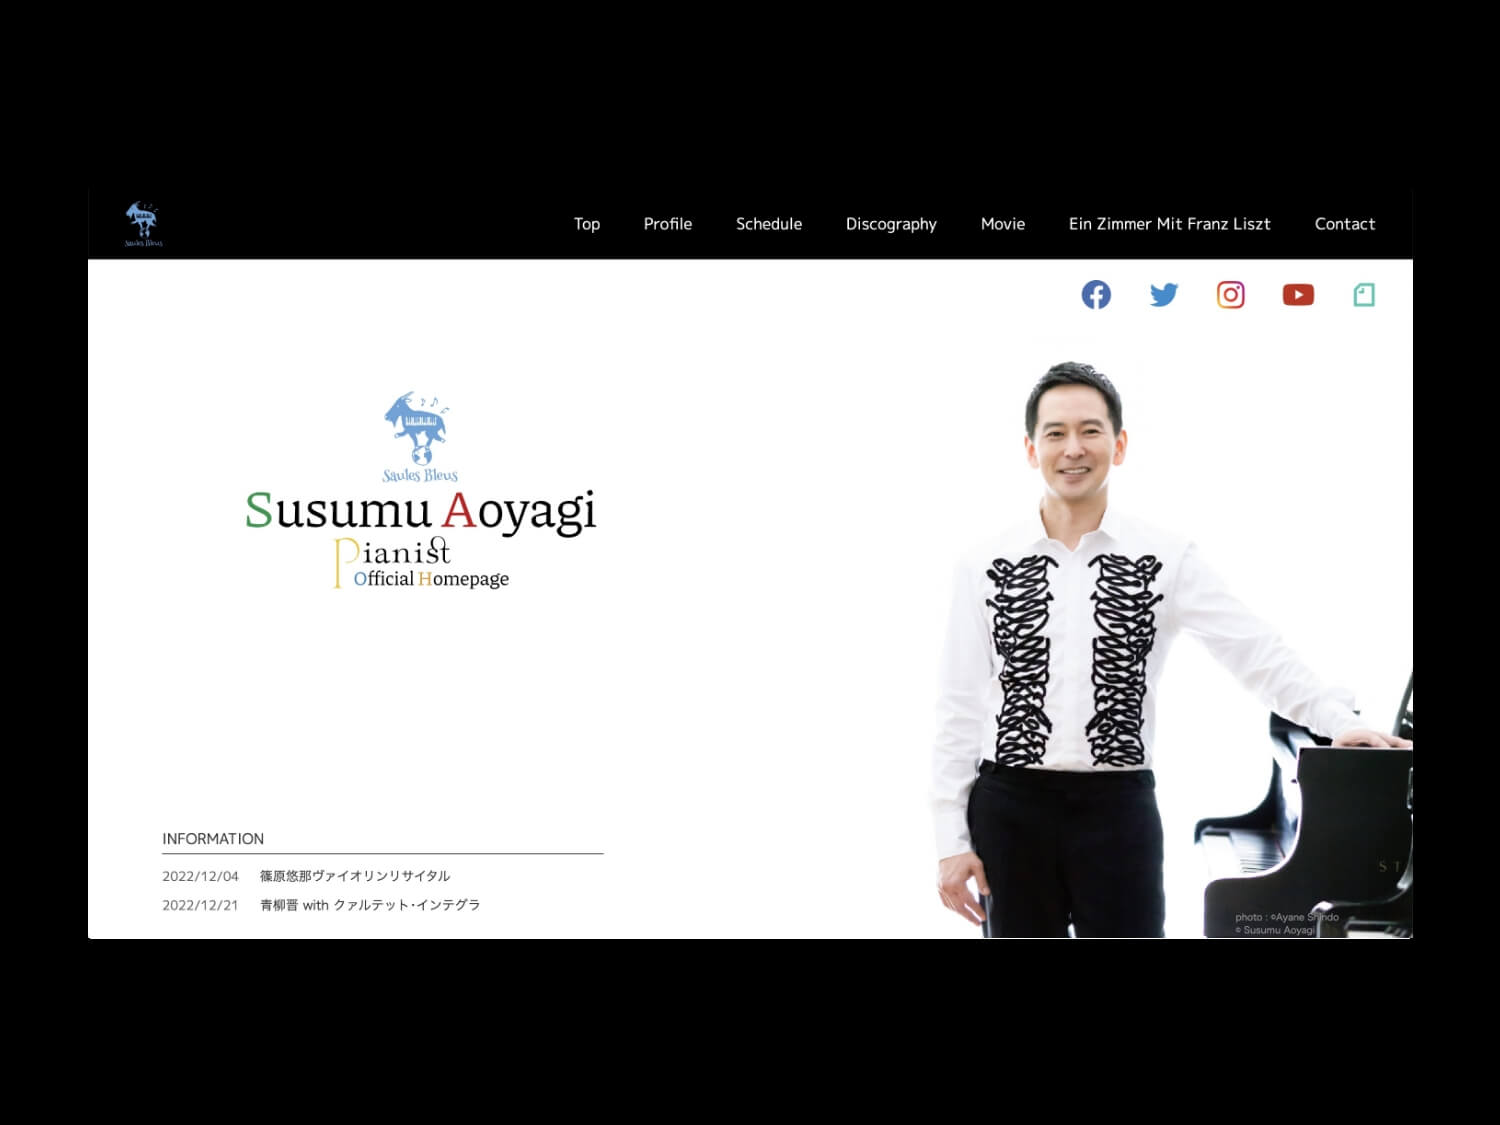 Saules Bleus
Top Profile Schedule Discography Movie Ein Zimmer Mit Franz Liszt Contact
Saules Bleus
Susumu Aoyagi
Pianist
Official Homepage
INFORMATION
2022/12/04 篠原悠那ヴァイオリンリサイタル
2022/12/21 青柳晋 with クァルテット・インテグラ
ST
photo : ©Ayane Shindo
© Susumu Aoyagi